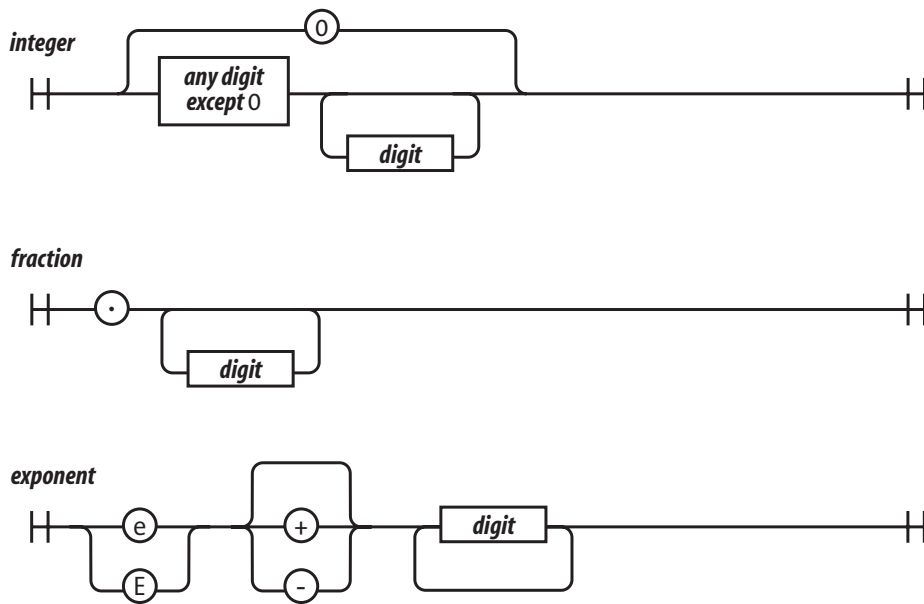 0
integer
any digit
except 0
digit
fraction
.
digit
exponent
e
+
digit
E
-